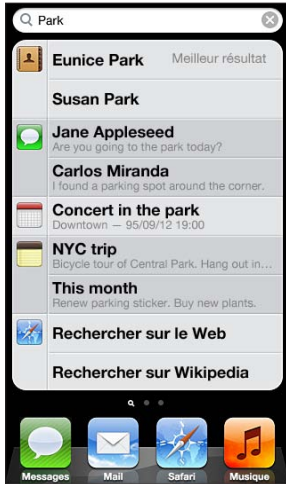 Park
Eunice Park Meilleur résultat
Susan Park
Jane Appleseed
Are you going to the park today?
Carlos Miranda
I found a parking spot around the corner.
Concert in the park
Downtown — 95/09/12 19:00
NYC trip
Bicycle tour of Central Park. Hang out in...
This month
Renew parking sticker. Buy new plants.
Rechercher sur le Web
Rechercher sur Wikipedia
Messages Mail Safari Musique